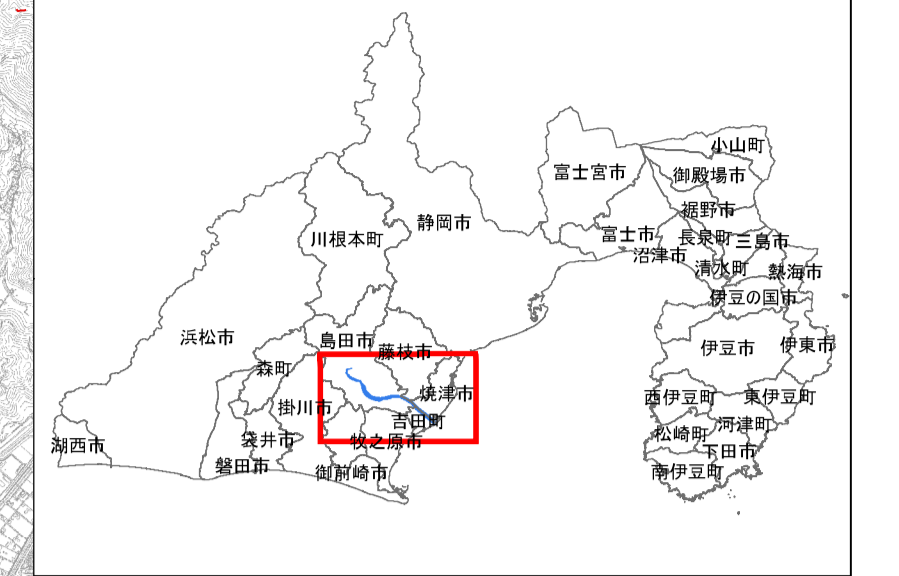 小山町
富士宮市
御殿場市
裾野市
静岡市
富士市
長泉町
三島市
川根本町
沼津市
清水町
熱海市
伊豆の国市
浜松市
島田市
藤枝市
伊豆市
伊東市
森町
焼津市
西伊豆町
東伊豆町
掛川市
吉田町
河津町
松崎町
袋井市
牧之原市
湖西市
下田市
磐田市
御前崎市
南伊豆町